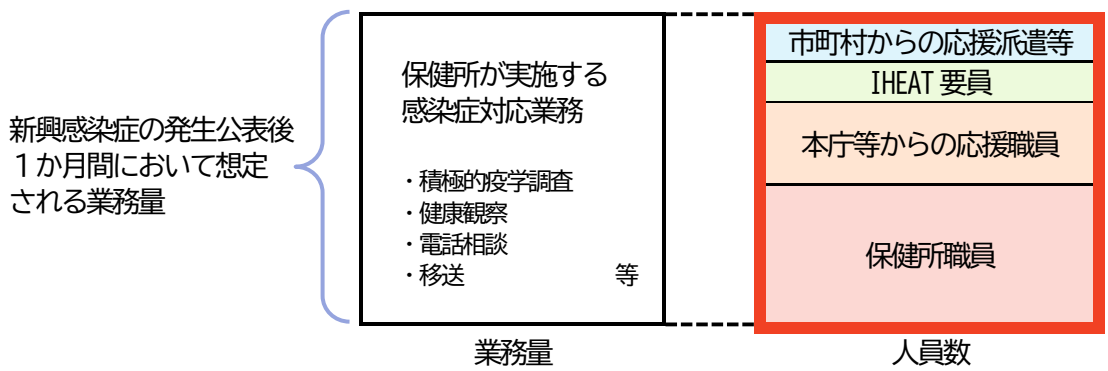 新興感染症の発生公表後
１か月間において想定
される業務量
保健所が実施する
感染症対応業務
・積極的疫学調査
・健康観察
・電話相談
・移送　　　　　　等
業務量
市町村からの応援派遣等
IHEAT 要員
本庁等からの応援職員
保健所職員
人員数